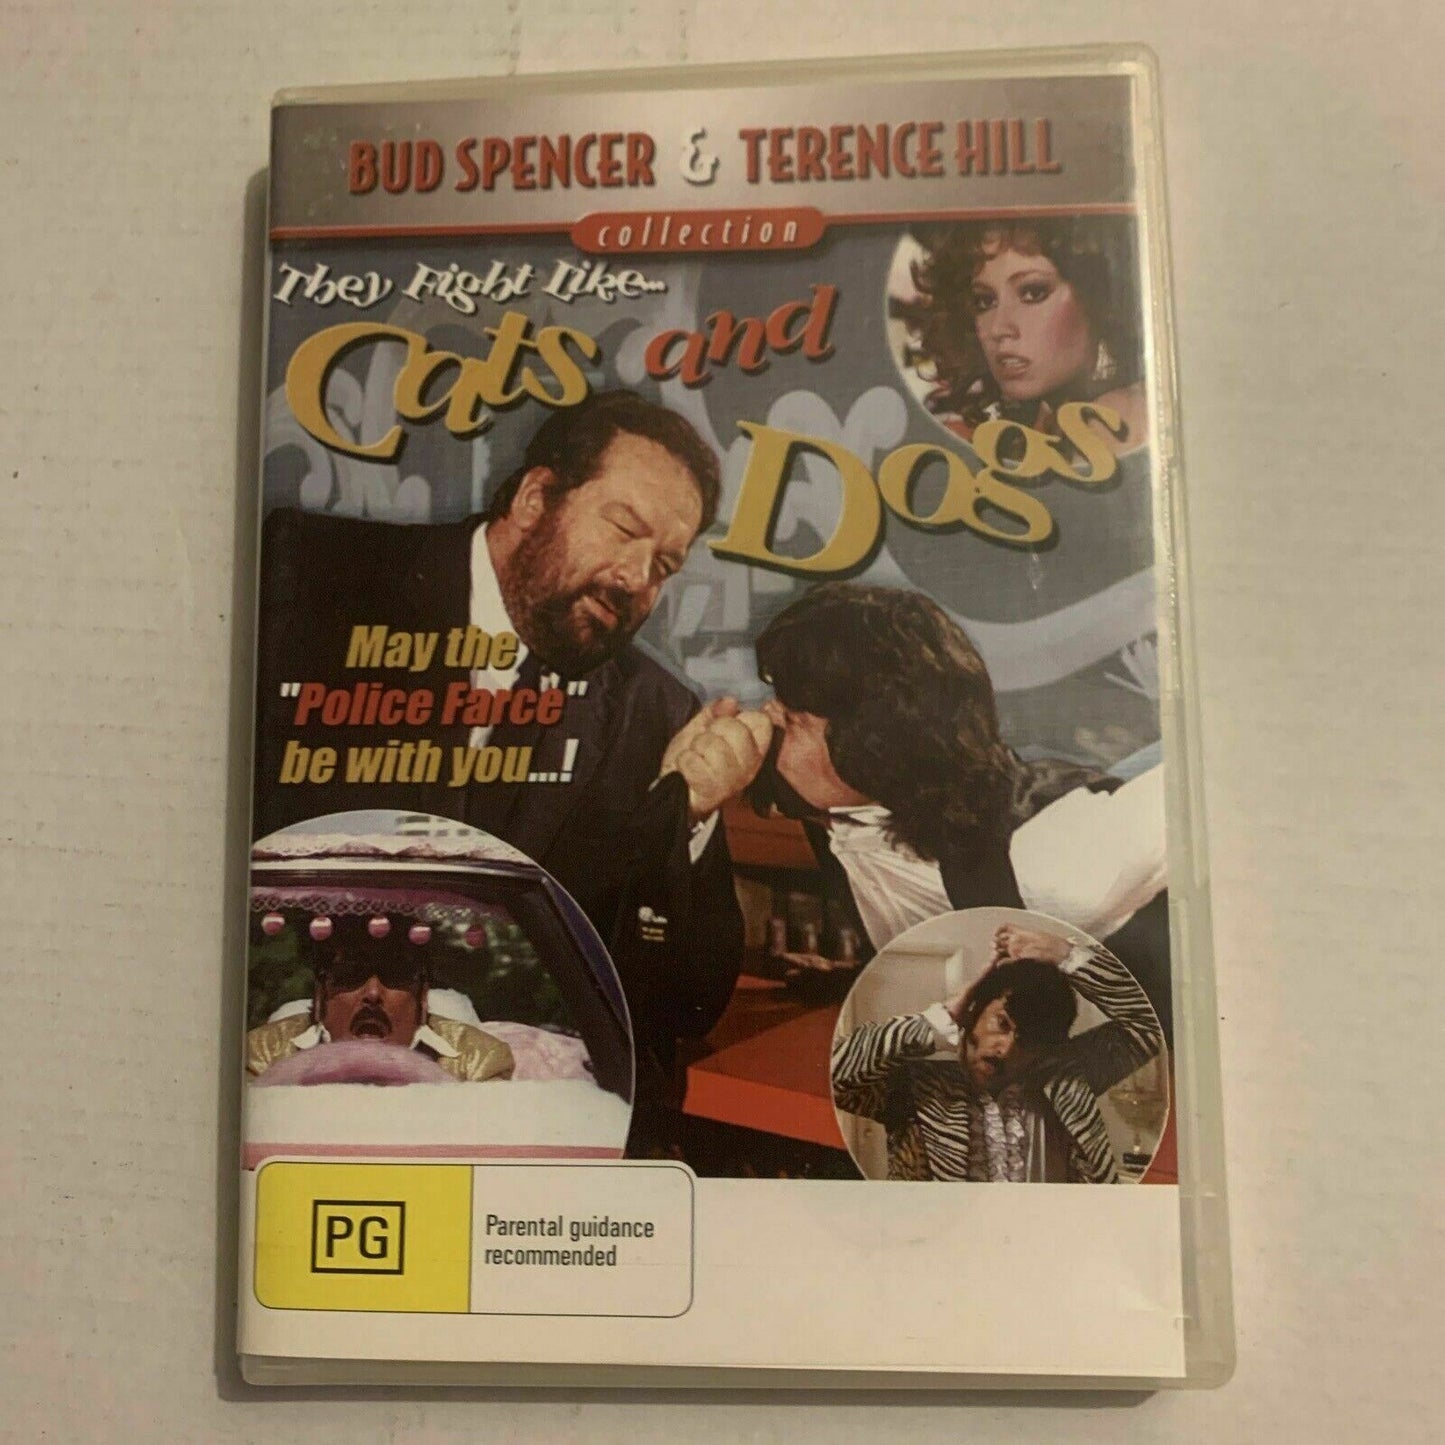 BUD SPENCER & TERENCE HILL
collection
They Fight Like...
Cats and
Dogs
May the
"Police Farce"
be with you...!
PG
Parental guidance
recommended